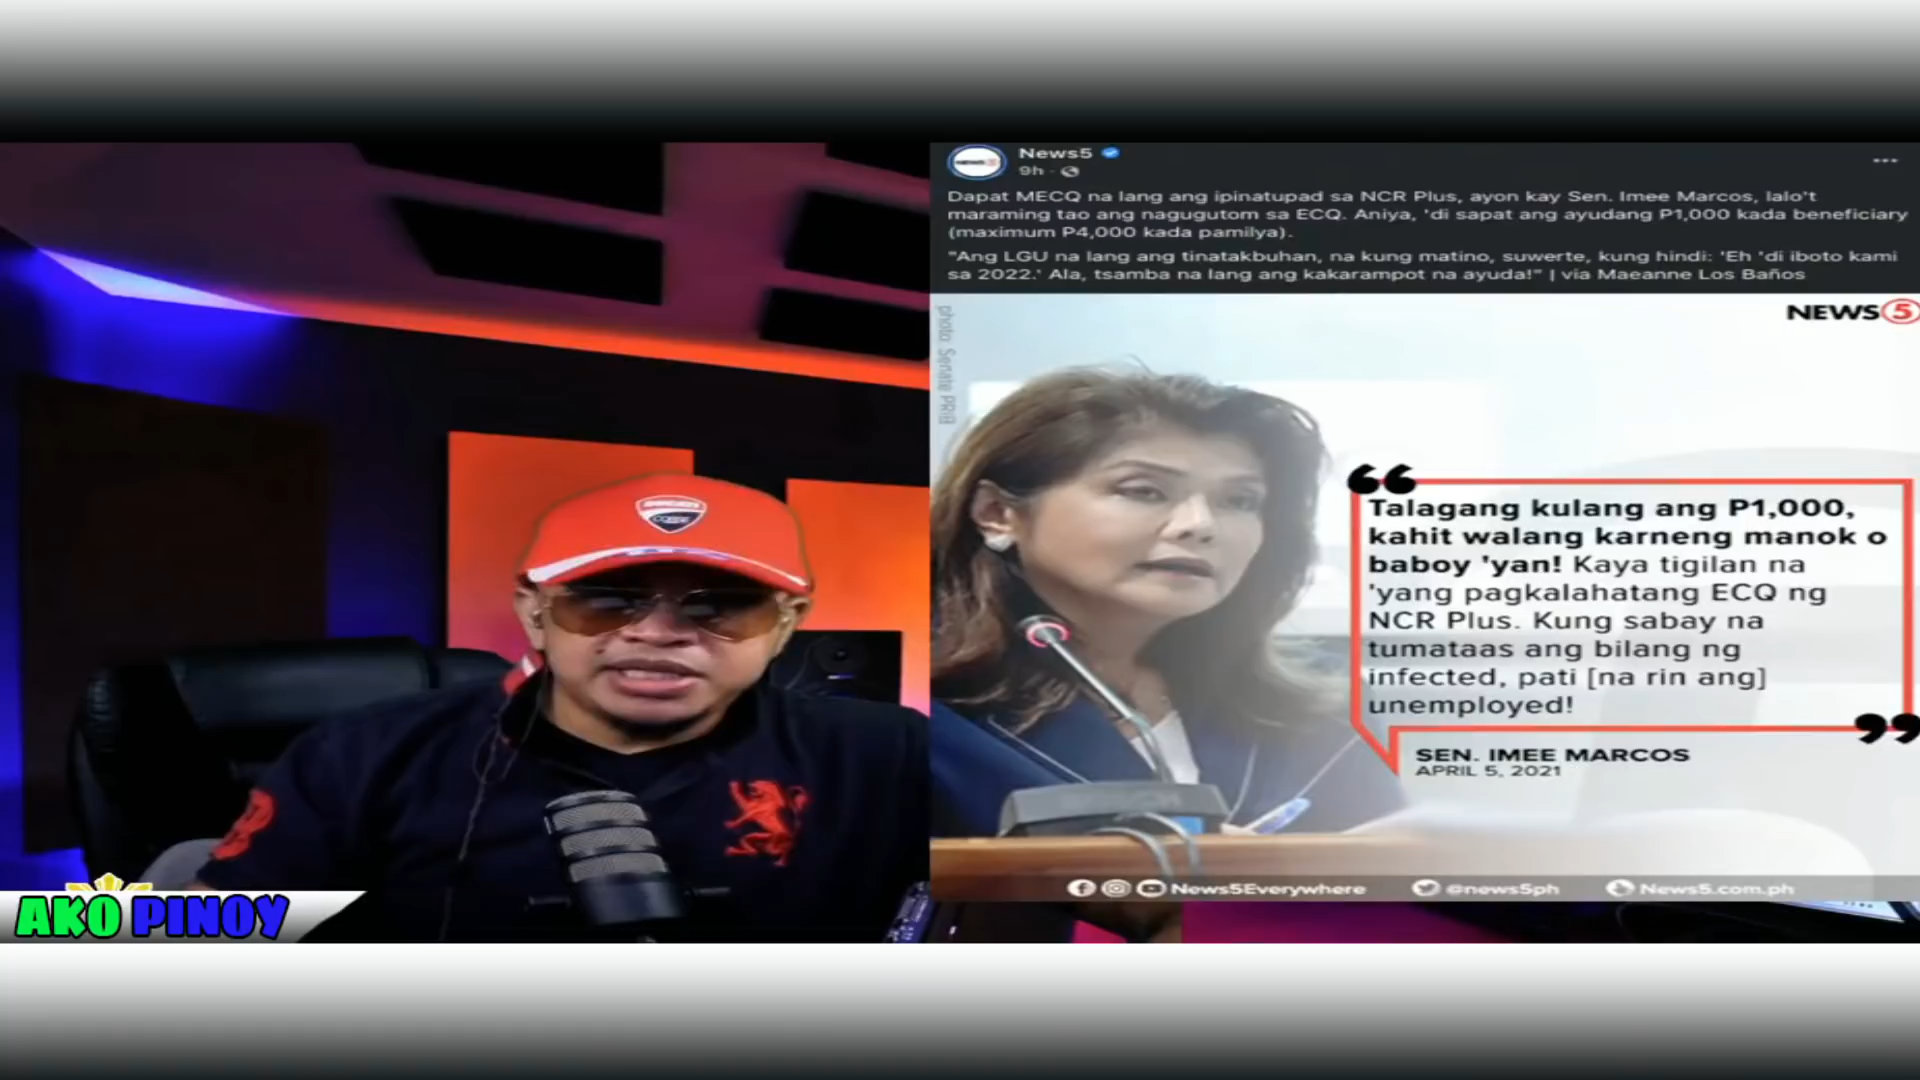 News5
9h
Dapat MECQ na lang ang ipinatupad sa NCR Plus, ayon kay Sen. Imee Marcos, lalo't
maraming tao ang nagugutom sa ECQ. Aniya, 'di sapat ang ayudang P1,000 kada beneficiary
(maximum P4,000 kada pamilya).
"Ang LGU na lang ang tinatakbuhan, na kung matino, suwerte, kung hindi: 'Eh 'di iboto kami
sa 2022.' Ala, tsamba na lang ang kakarampot na ayuda!" | via Maeanne Los Baños
photo: Senate PRIB
NEWS 5
Talagang kulang ang P1,000,
kahit walang karneng manok o
baboy 'yan! Kaya tigilan na
'yang pagkalahatang ECQ ng
NCR Plus. Kung sabay na
tumataas ang bilang ng
infected, pati [na rin ang]
unemployed!
SEN. IMEE MARCOS
APRIL 5, 2021
News5Everywhere @news5ph News5.com.ph
DUCATI
CORSE
AKO PINOY